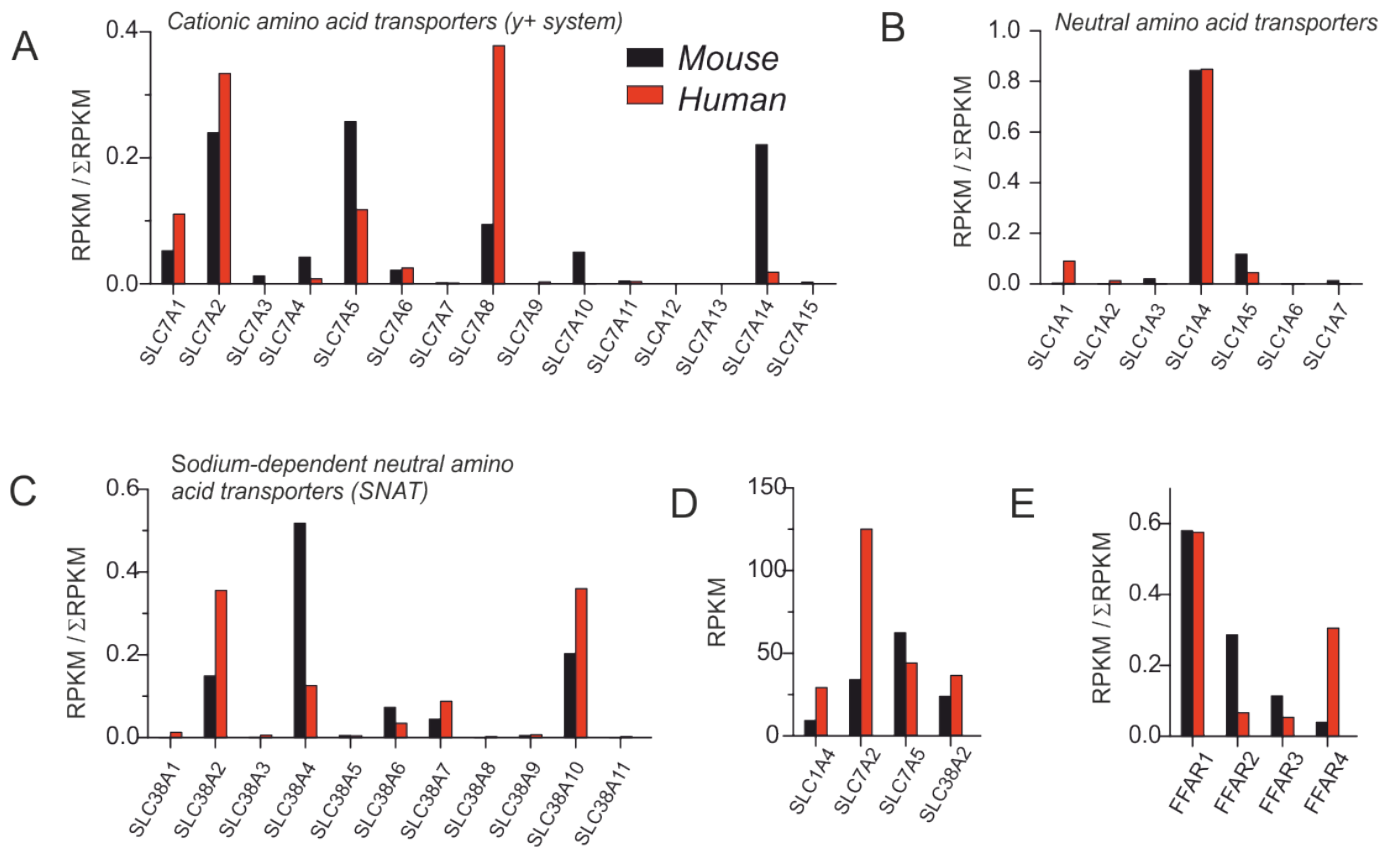 A
Cationic amino acid transporters (y+ system)
RPKM / ΣRPKM
0.4
0.2
0.0
Mouse
Human
SLC7A1
SLC7A2
SLC7A3
SLC7A4
SLC7A5
SLC7A6
SLC7A7
SLC7A8
SLC7A9
SLC7A10
SLC7A11
SLCA12
SLC7A13
SLC7A14
SLC7A15
B
Neutral amino acid transporters
RPKM / ΣRPKM
1.0
0.8
0.6
0.4
0.2
0.0
SLC1A1
SLC1A2
SLC1A3
SLC1A4
SLC1A5
SLC1A6
SLC1A7
C
Sodium-dependent neutral amino
acid transporters (SNAT)
RPKM / ΣRPKM
0.6
0.4
0.2
0.0
SLC38A1
SLC38A2
SLC38A3
SLC38A4
SLC38A5
SLC38A6
SLC38A7
SLC38A8
SLC38A9
SLC38A10
SLC38A11
D
RPKM
150
100
50
0
SLC1A4
SLC7A2
SLC7A5
SLC38A2
E
RPKM / ΣRPKM
0.6
0.4
0.2
0.0
FFAR1
FFAR2
FFAR3
FFAR4